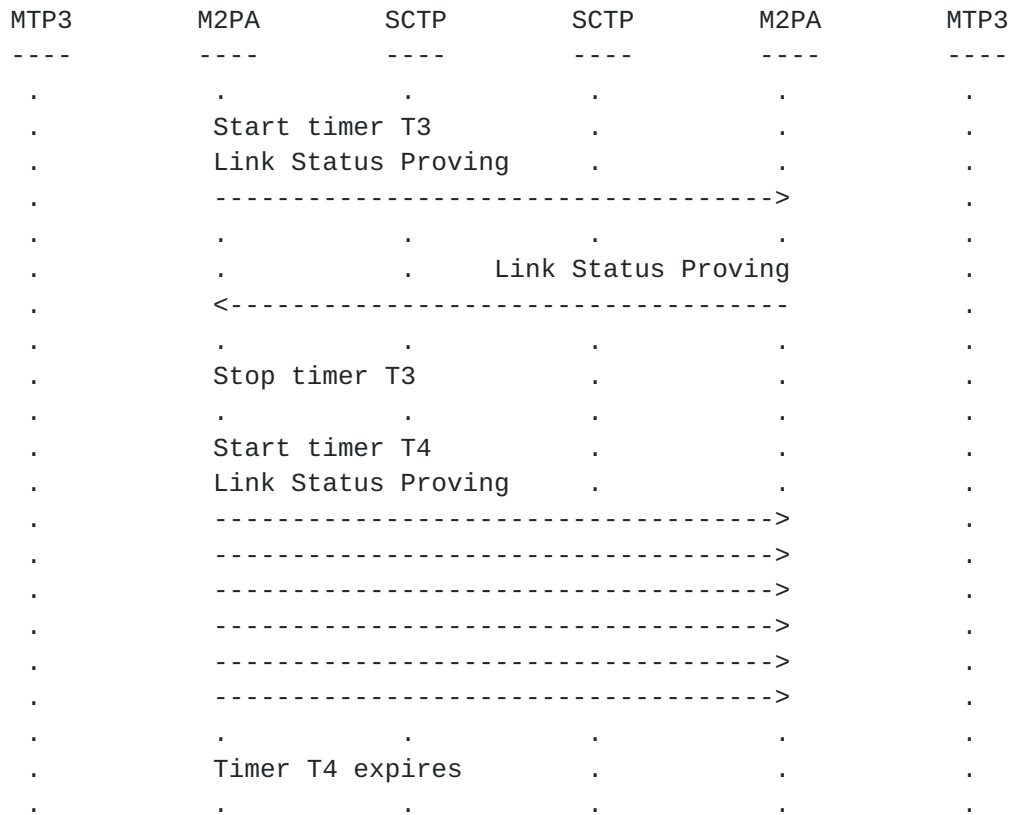 MTP3        M2PA        SCTP        SCTP        M2PA        MTP3
----        ----        ----        ----        ----        ----
 .           .           .           .           .           .
 .           Start timer T3          .           .           .
 .           Link Status Proving     .           .           .
 .           ------------------------------------>           .
 .           .           .           .           .           .
 .           .           .     Link Status Proving           .
 .           <------------------------------------           .
 .           .           .           .           .           .
 .           Stop timer T3           .           .           .
 .           .           .           .           .           .
 .           Start timer T4          .           .           .
 .           Link Status Proving     .           .           .
 .           ------------------------------------>           .
 .           ------------------------------------>           .
 .           ------------------------------------>           .
 .           ------------------------------------>           .
 .           ------------------------------------>           .
 .           ------------------------------------>           .
 .           .           .           .           .           .
 .           Timer T4 expires        .           .           .
 .           .           .           .           .           .